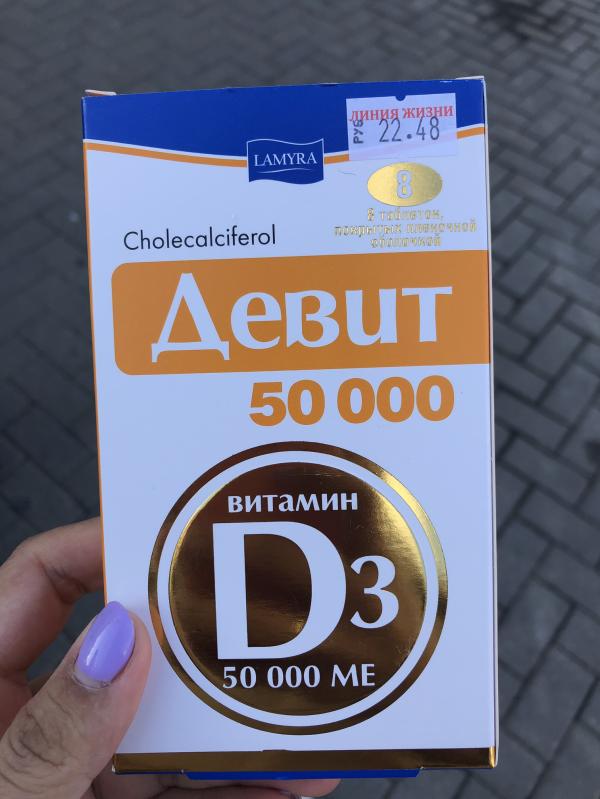 ЛИНИЯ ЖИЗНИ
РУБ
22.48
LAMYRA
8
8 таблеток,
покрытых пленочной
оболочкой
Cholecalciferol
Девит
50 000
витамин
D3
50 000 МЕ